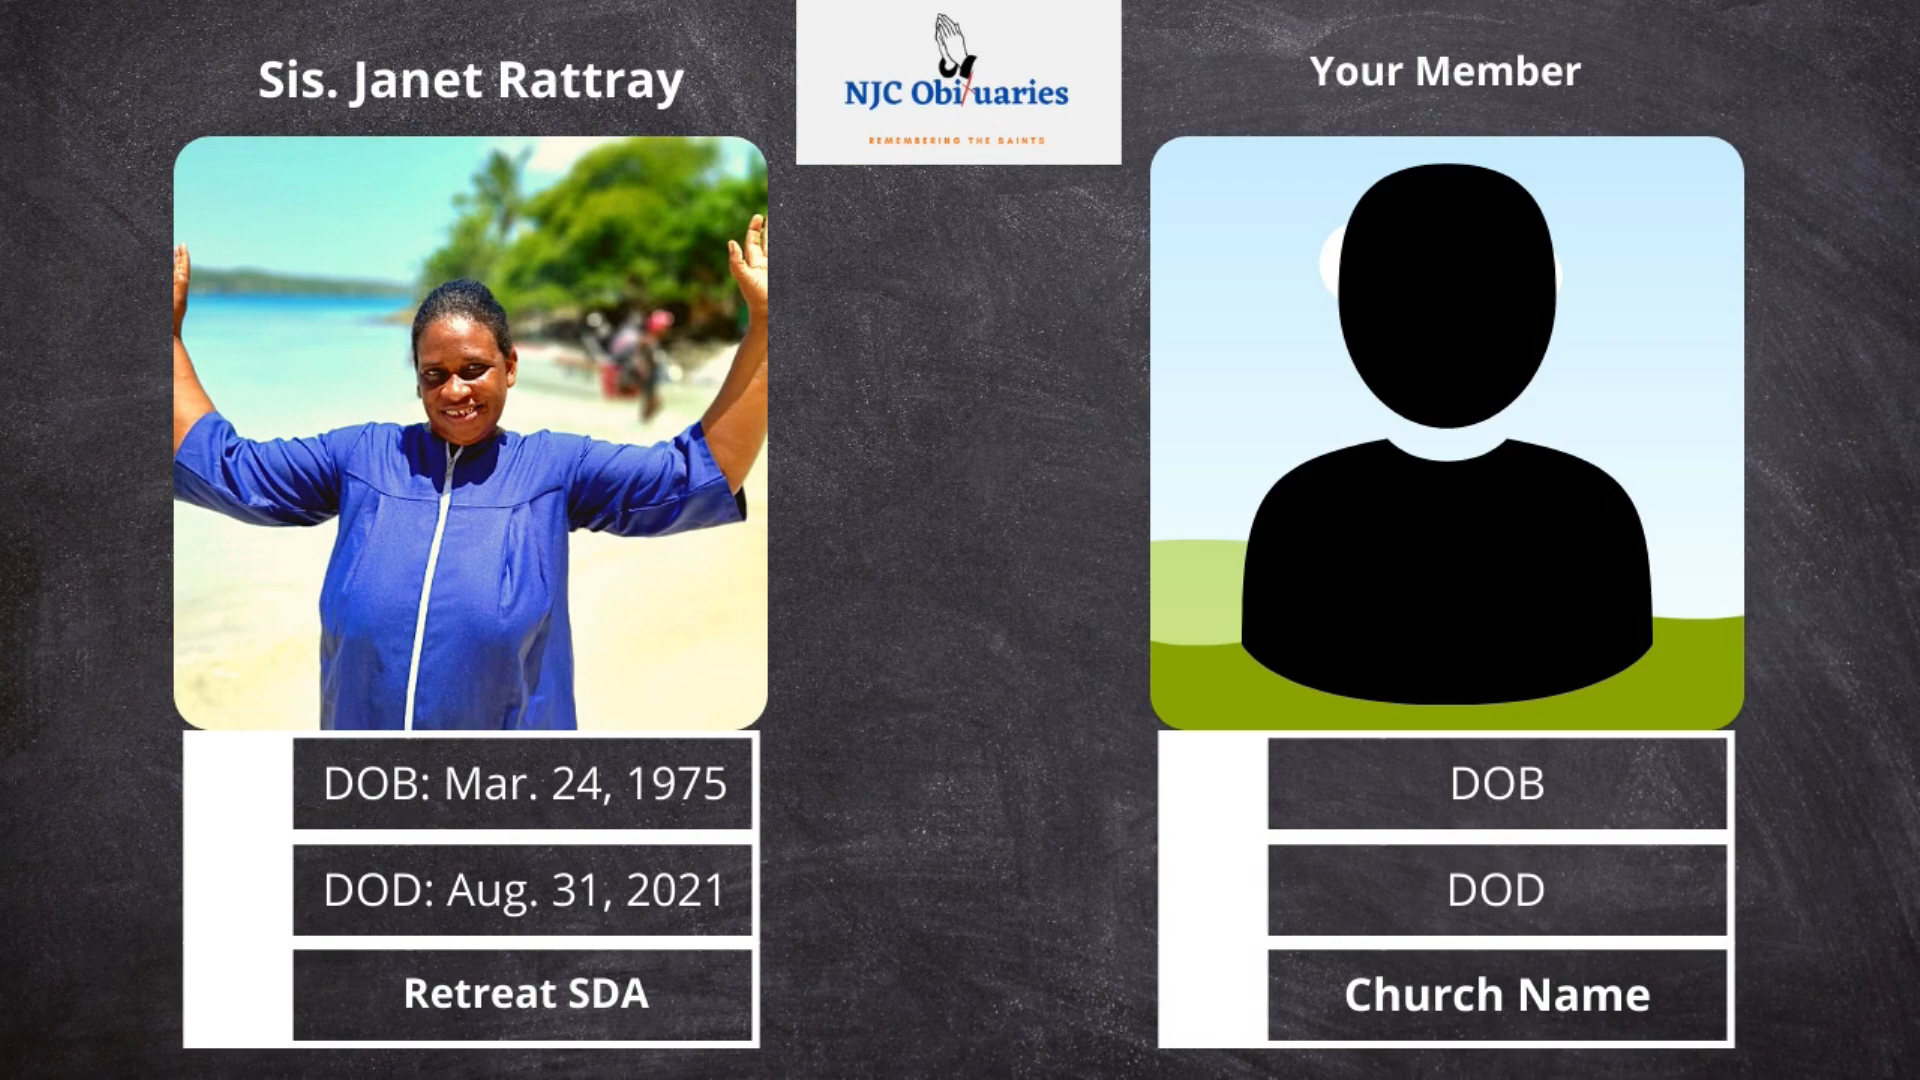 Sis. Janet Rattray
DOB: Mar. 24, 1975
DOD: Aug. 31, 2021
Retreat SDA
NJC Obituaries
REMEMBERING THE SAINTS
Your Member
DOB
DOD
Church Name